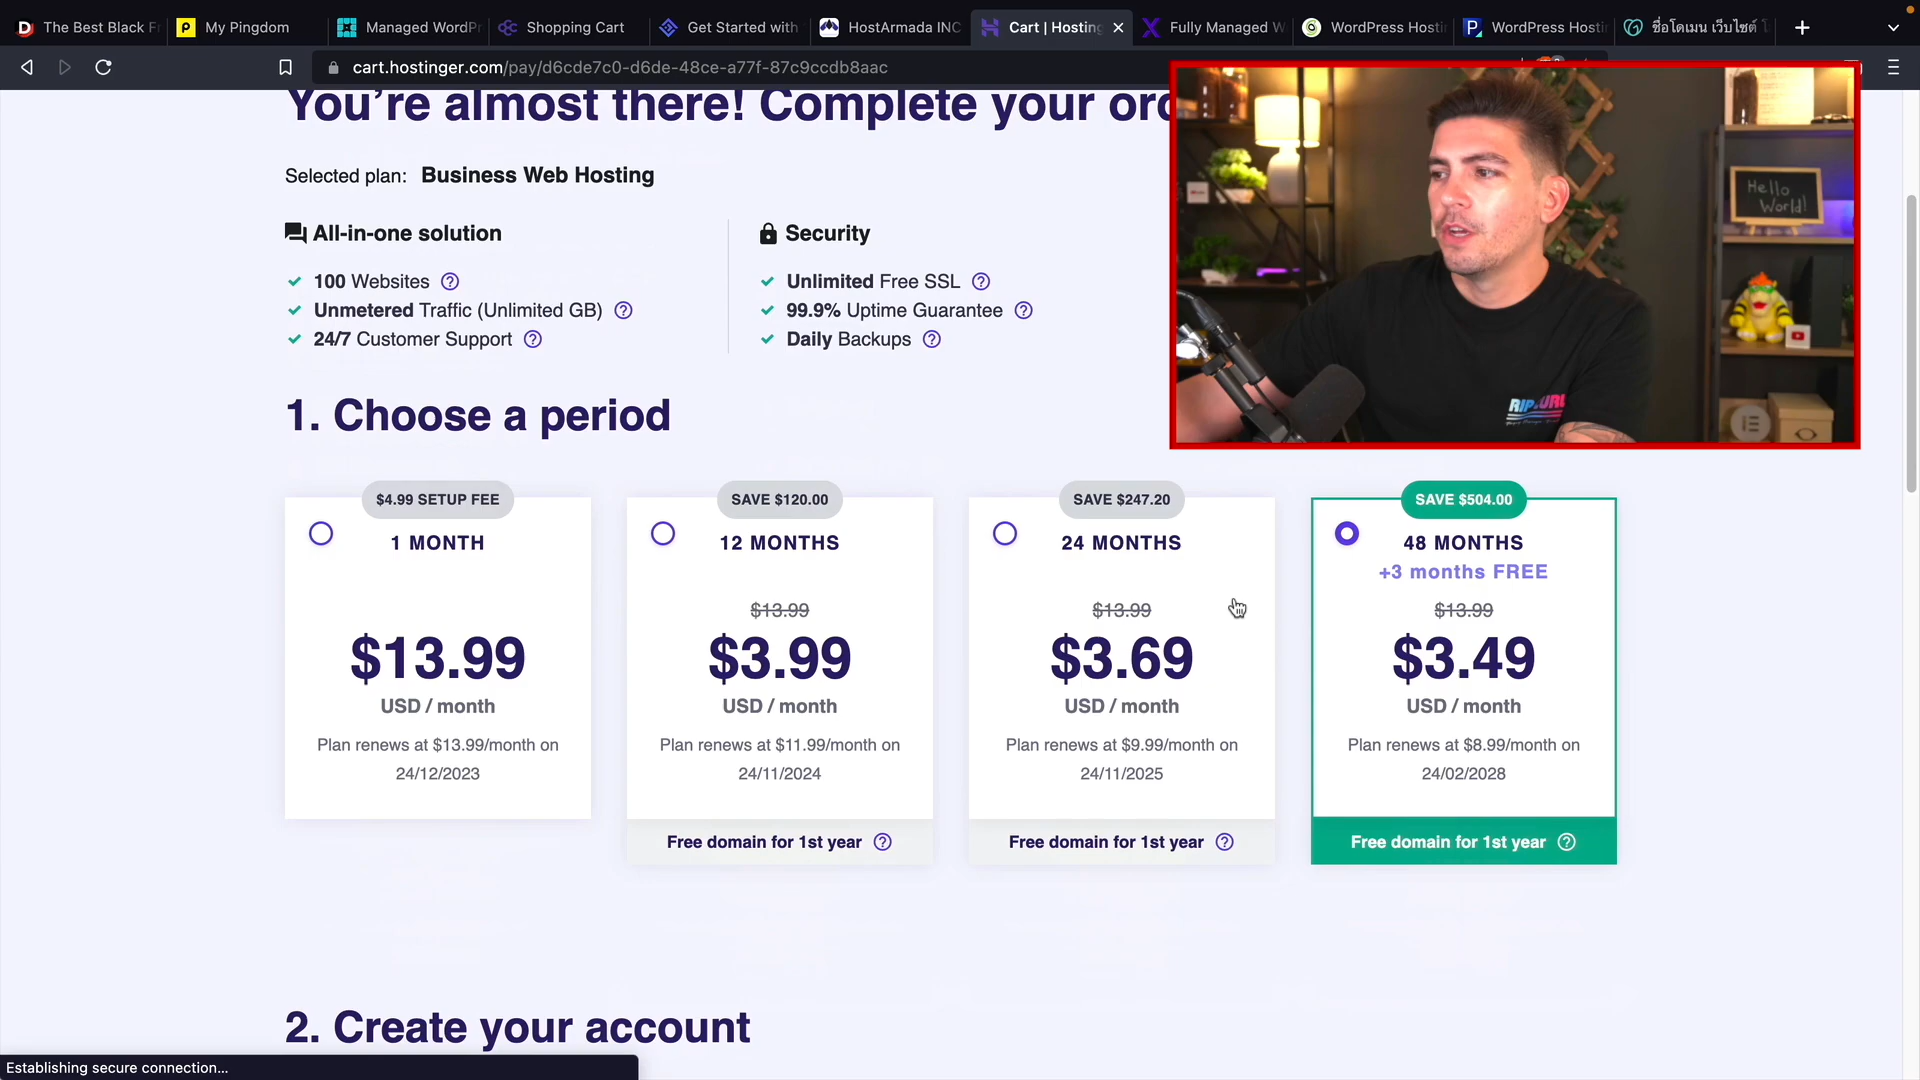 The Best Black F
My Pingdom
Managed WordPr
Shopping Cart
Get Started with
HostArmada INC
Cart | Hosting
Fully Managed W
WordPress Hosti
WordPress Hosti
ชื่อโดเมน เว็บไซต์
cart.hostinger.com/pay/d6cde7c0-d6de-48ce-a77f-87c9ccdb8aac
You're almost there! Complete your ord
Selected plan: Business Web Hosting
All-in-one solution
100 Websites
Unmetered Traffic (Unlimited GB)
24/7 Customer Support
Security
Unlimited Free SSL
99.9% Uptime Guarantee
Daily Backups
Hello
World!
RIP CURL
1. Choose a period
$4.99 SETUP FEE
1 MONTH
$13.99
USD / month
Plan renews at $13.99/month on
24/12/2023
SAVE $120.00
12 MONTHS
$13.99
$3.99
USD / month
Plan renews at $11.99/month on
24/11/2024
Free domain for 1st year
SAVE $247.20
24 MONTHS
$13.99
$3.69
USD / month
Plan renews at $9.99/month on
24/11/2025
Free domain for 1st year
SAVE $504.00
48 MONTHS
+3 months FREE
$13.99
$3.49
USD / month
Plan renews at $8.99/month on
24/02/2028
Free domain for 1st year
2. Create your account
Establishing secure connection...